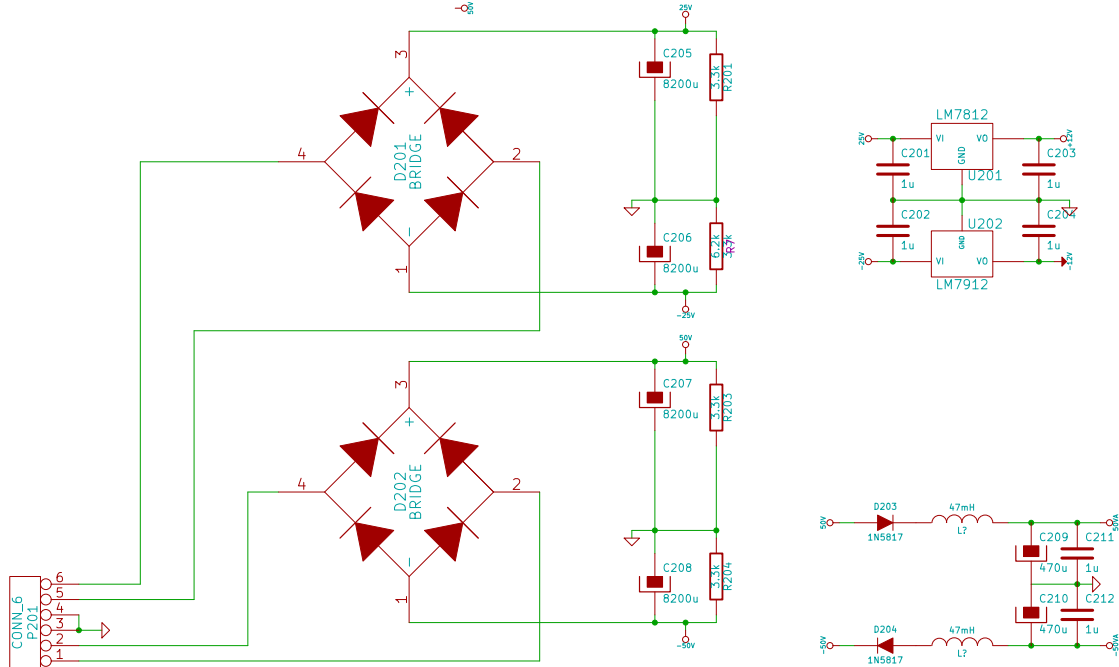 50V
25V
3
C205
8200u
3.3k
R201
+
D201
BRIDGE
4
2
-
1
C206
8200u
6.2k
-25V
LM7812
25V
VI
VO
GND
+12V
C201
1u
U201
C203
1u
C202
1u
U202
C204
1u
GND
-25V
VI
VO
-12V
LM7912
50V
3
C207
8200u
3.3k
R203
+
D202
BRIDGE
4
2
-
1
C208
8200u
3.3k
R204
-50V
D203
1N5817
50V
47mH
L?
50VA
C209
470u
C211
1u
C210
470u
C212
1u
D204
1N5817
-50V
47mH
L?
-50VA
CONN_6
P201
6
5
4
3
2
1